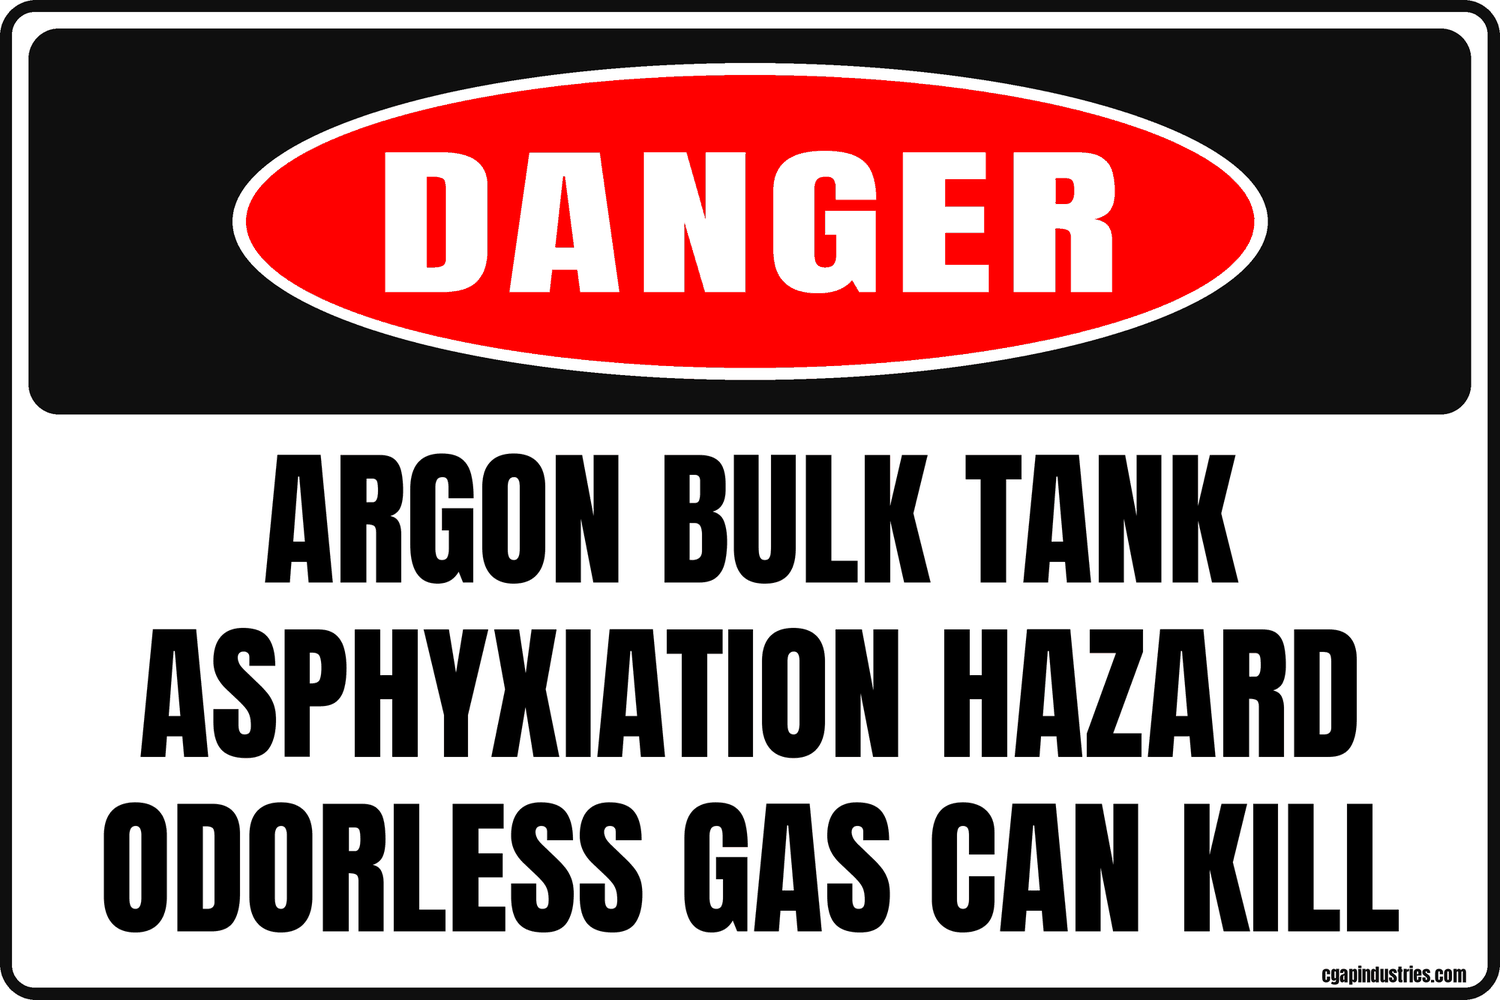 DANGER
ARGON BULK TANK
ASPHYXIATION HAZARD
ODORLESS GAS CAN KILL
cgapindustries.com